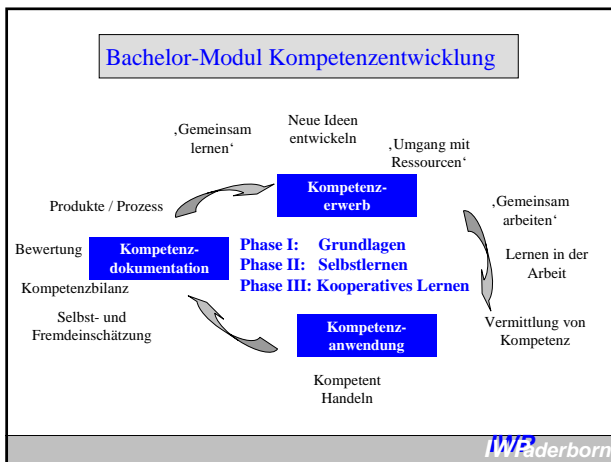 Bachelor-Modul Kompetenzentwicklung
Neue Ideen
entwickeln
‚Gemeinsam
lernen‘
‚Umgang mit
Ressourcen‘
Kompetenz-
erwerb
Produkte / Prozess
‚Gemeinsam
arbeiten‘
Bewertung
Kompetenz-
dokumentation
Phase I: Grundlagen
Phase II: Selbstlernen
Phase III: Kooperatives Lernen
Lernen in der
Arbeit
Kompetenzbilanz
Selbst- und
Fremdeinschätzung
Kompetenz-
anwendung
Vermittlung von
Kompetenz
Kompetent
Handeln